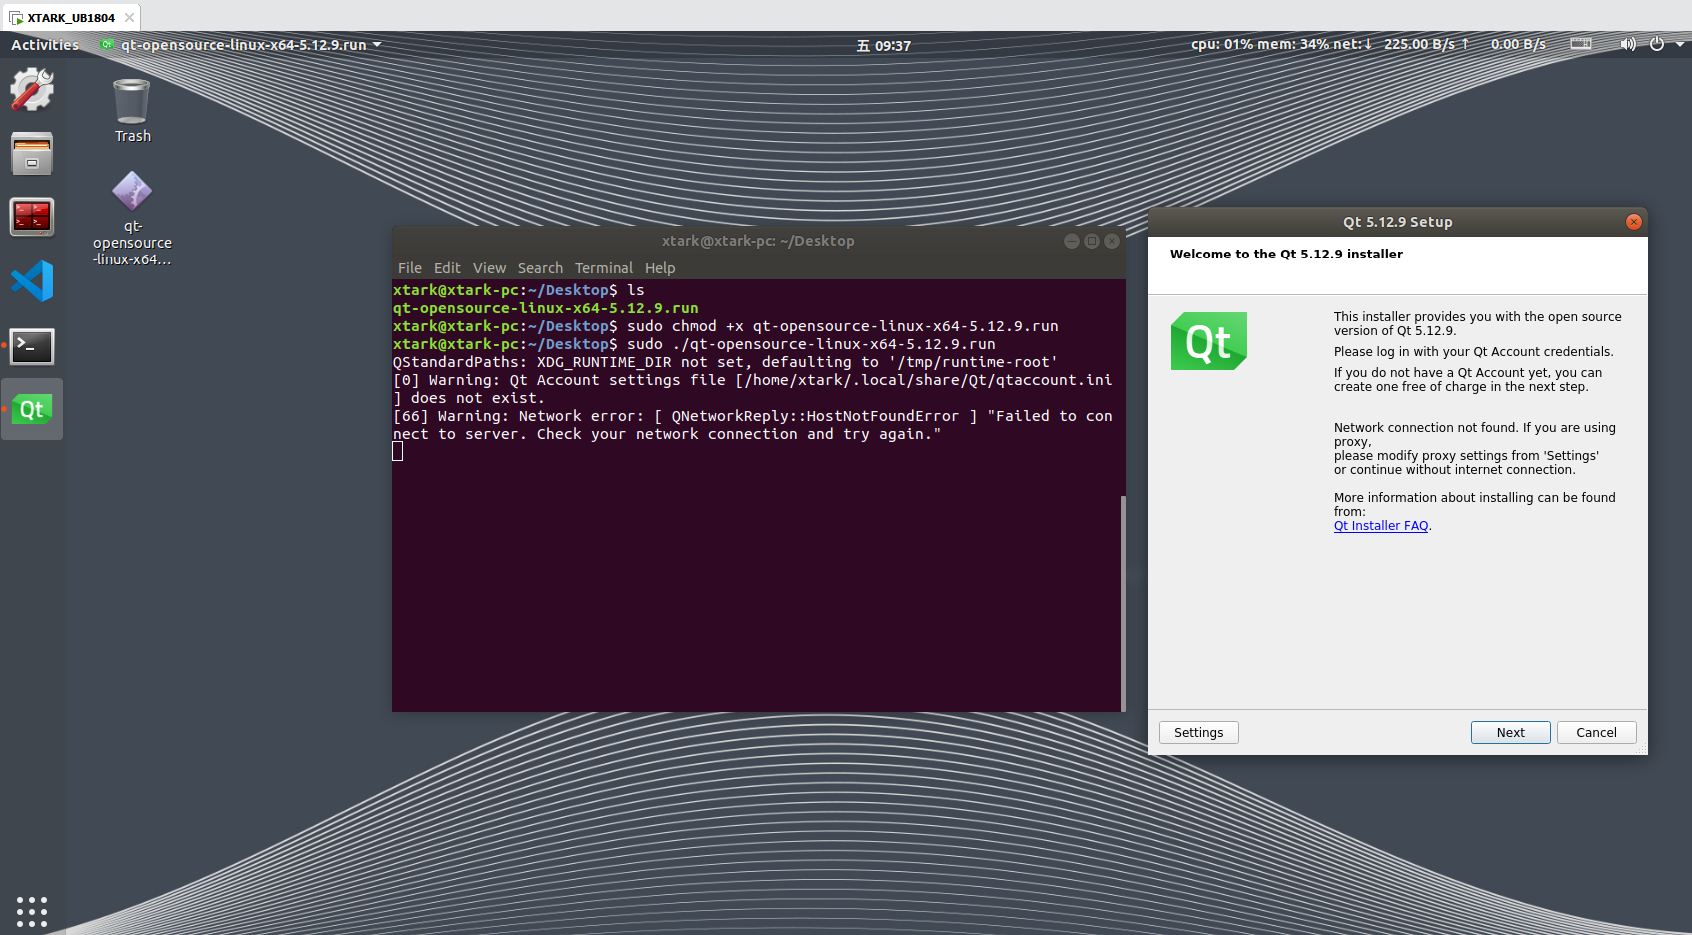 XTARK_UB1804
Activities
Qt
qt-opensource-linux-x64-5.12.9.run
五 09:37
cpu: 01% mem: 34% net:↓ 225.00 B/s ↑ 0.00 B/s
Trash
qt-
opensource
-linux-x64…
xtark@xtark-pc: ~/Desktop
File Edit View Search Terminal Help
xtark@xtark-pc:~/Desktop$ ls
qt-opensource-linux-x64-5.12.9.run
xtark@xtark-pc:~/Desktop$ sudo chmod +x qt-opensource-linux-x64-5.12.9.run
xtark@xtark-pc:~/Desktop$ sudo ./qt-opensource-linux-x64-5.12.9.run
QStandardPaths: XDG_RUNTIME_DIR not set, defaulting to '/tmp/runtime-root'
[0] Warning: Qt Account settings file [/home/xtark/.local/share/Qt/qtaccount.ini
] does not exist.
[66] Warning: Network error: [ QNetworkReply::HostNotFoundError ] "Failed to con
nect to server. Check your network connection and try again."
Qt
Qt 5.12.9 Setup
Welcome to the Qt 5.12.9 installer
Qt
This installer provides you with the open source
version of Qt 5.12.9.
Please log in with your Qt Account credentials.
If you do not have a Qt Account yet, you can
create one free of charge in the next step.
Network connection not found. If you are using
proxy,
please modify proxy settings from 'Settings'
or continue without internet connection.
More information about installing can be found
from:
Qt Installer FAQ.
Settings
Next
Cancel